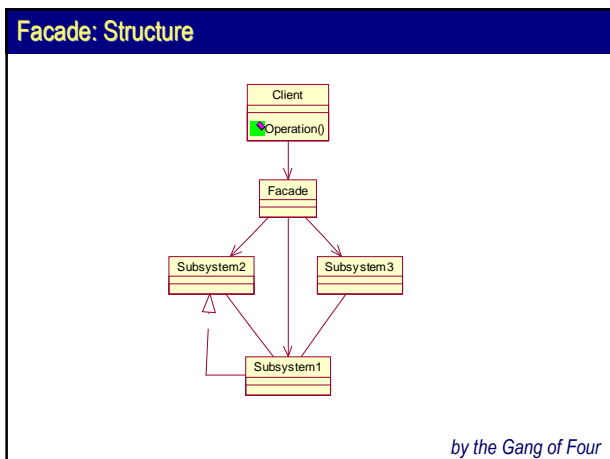 Facade: Structure
Client
Operation()
Facade
Subsystem2
Subsystem3
Subsystem1
by the Gang of Four